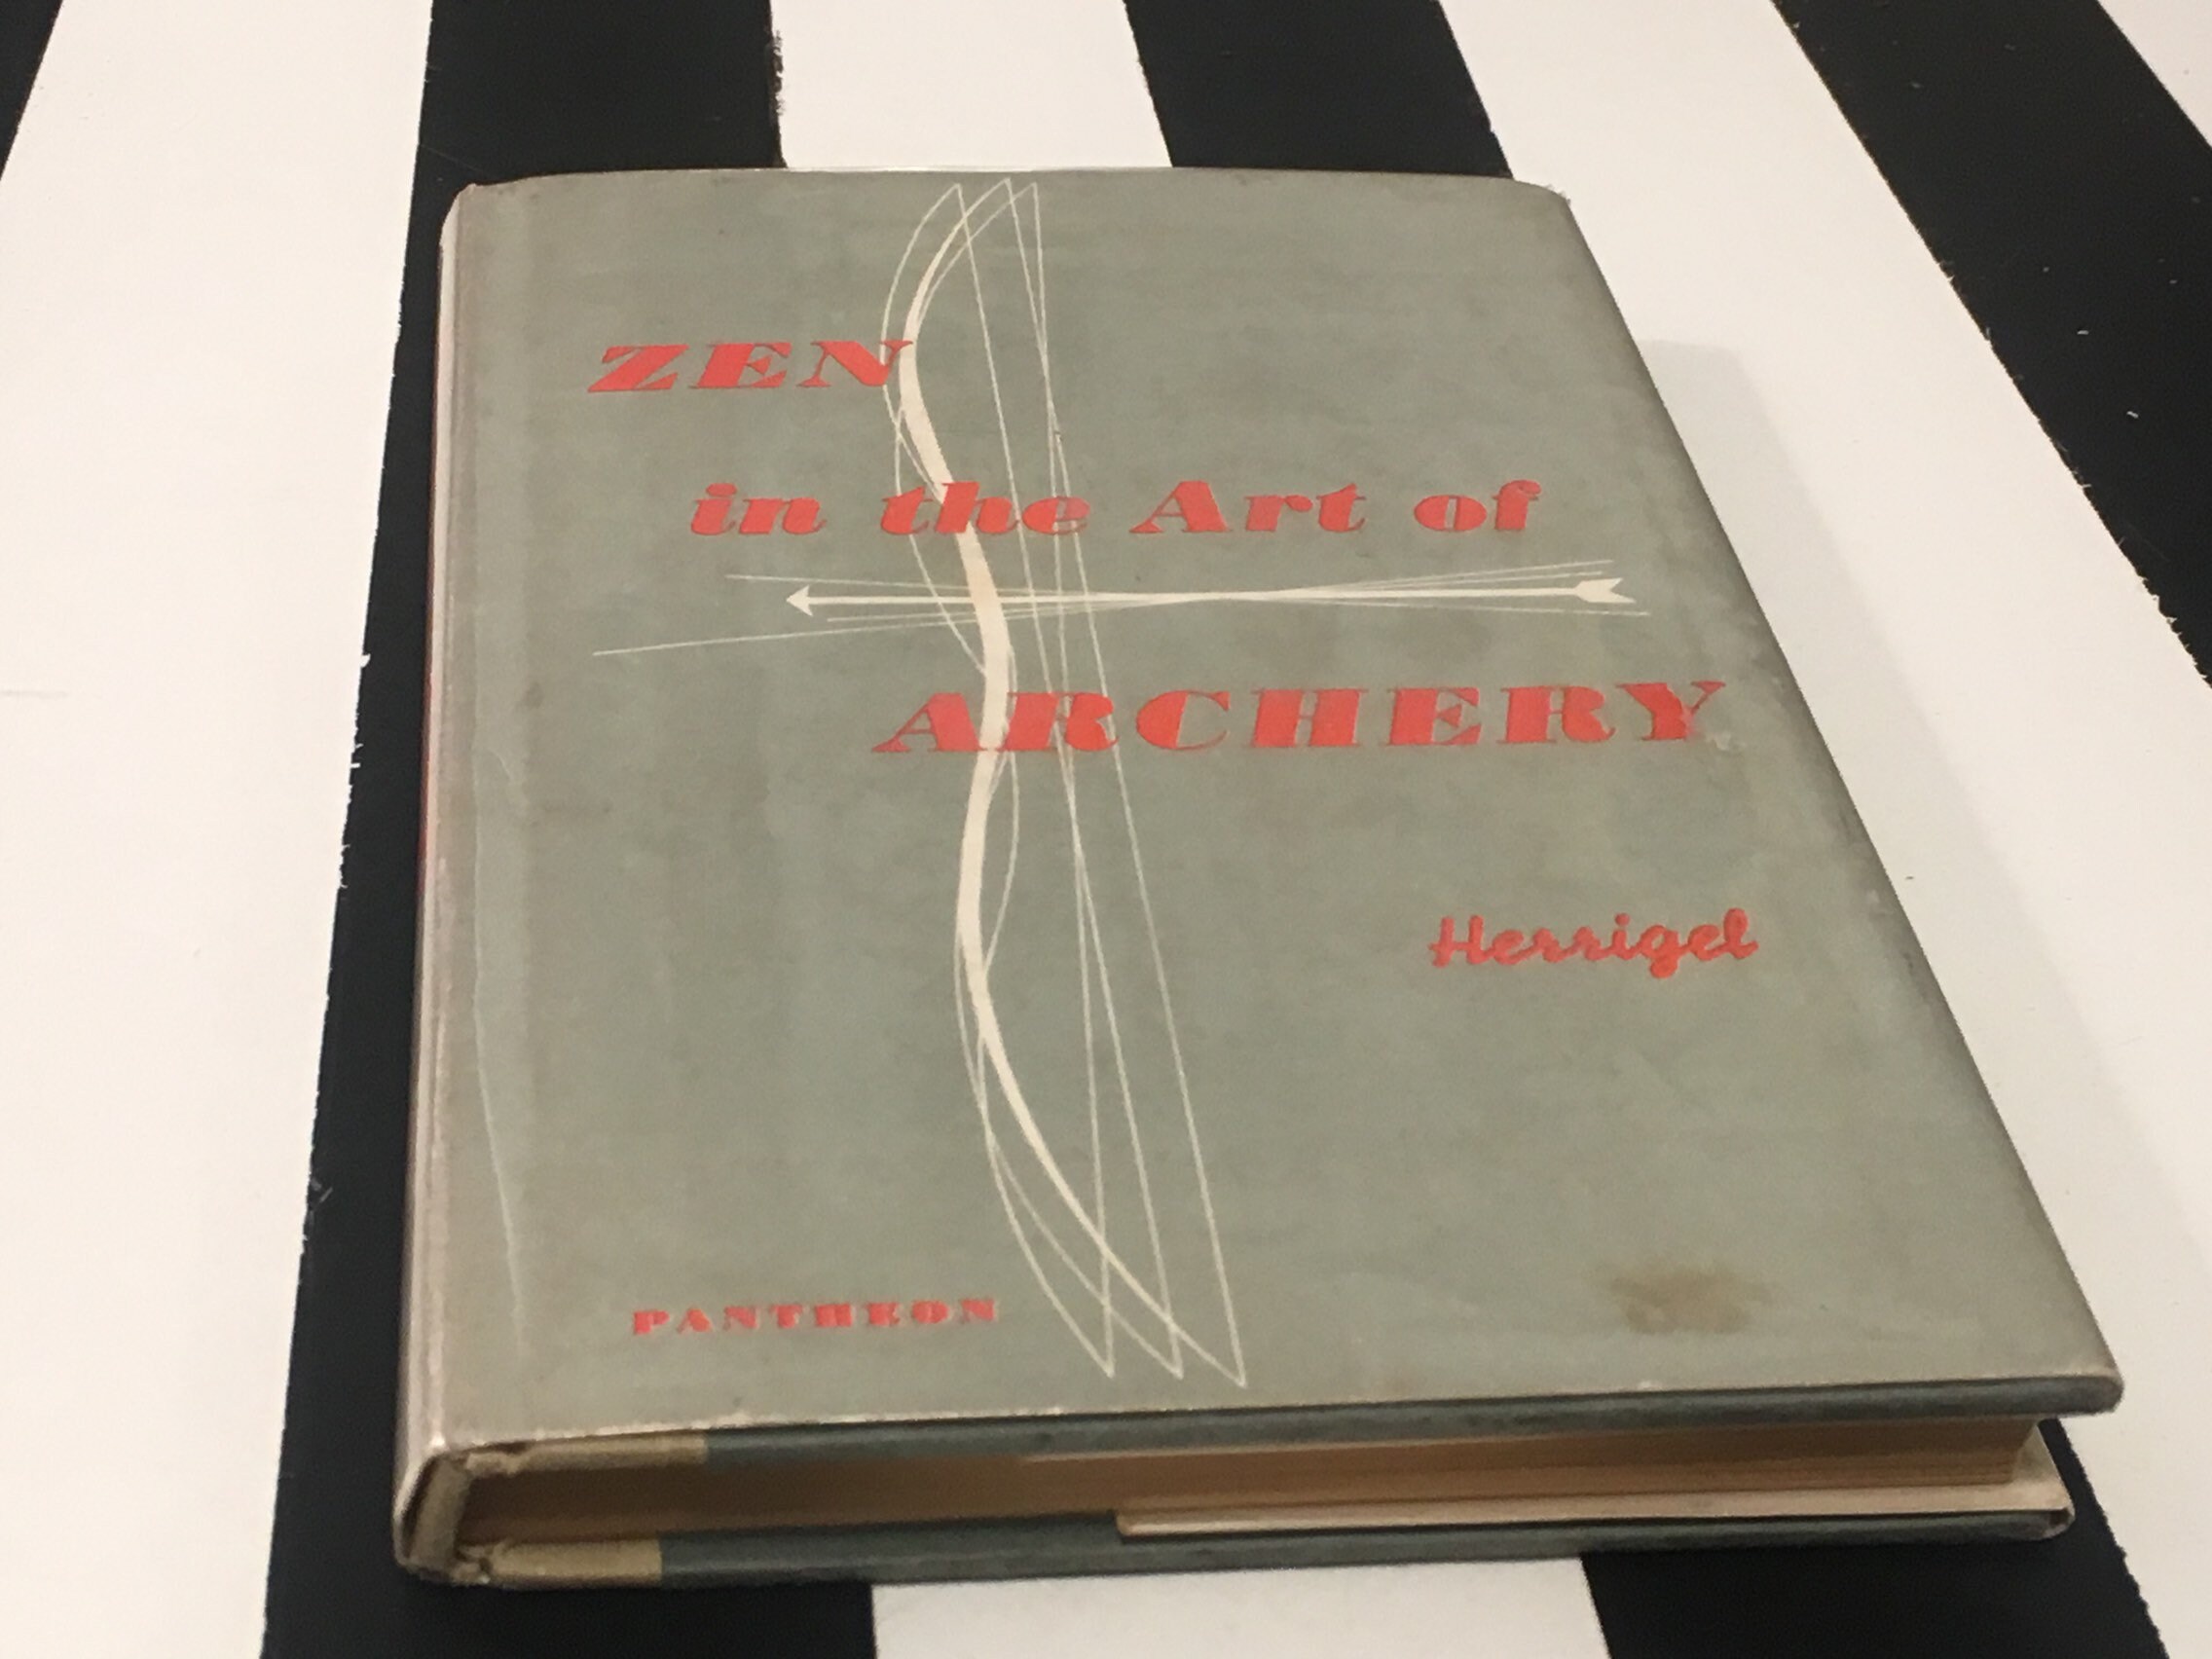 ZEN
in the Art of
ARCHERY
Herrigel
PANTHEON